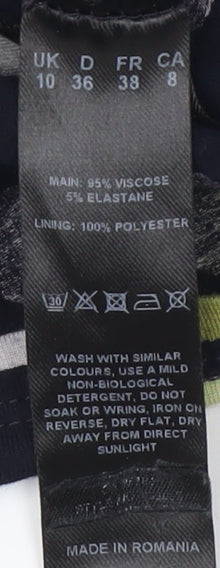 UK D FR CA
10 36 38 8
MAIN: 95% VISCOSE
5% ELASTANE
LINING: 100% POLYESTER
30
WASH WITH SIMILAR
COLOURS, USE A MILD
NON-BIOLOGICAL
DETERGENT, DO NOT
SOAK OR WRING, IRON ON
REVERSE, DRY FLAT, DRY
AWAY FROM DIRECT
SUNLIGHT
MADE IN ROMANIA